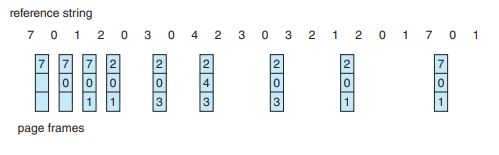 reference string
7 0 1 2 0 3 0 4 2 3 0 3 2 1 2 0 1 7 0 1
7 7 7 2 2 2 2 2 7
0 0 0 0 4 0 0 0
1 1 3 3 3 1 1
page frames